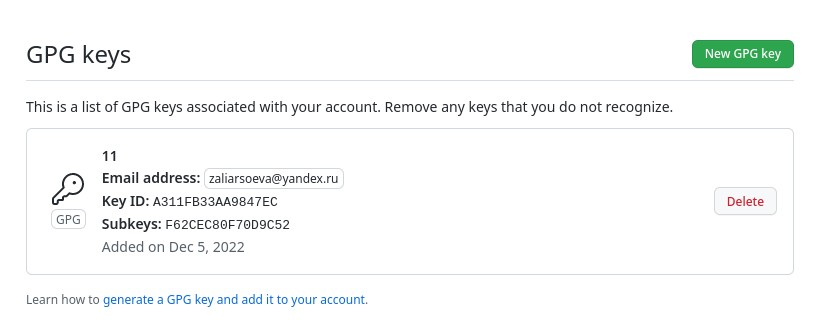 GPG keys
New GPG key
This is a list of GPG keys associated with your account. Remove any keys that you do not recognize.
11
Email address: zaliarsoeva@yandex.ru
Key ID: A311FB33AA9847EC
GPG
Subkeys: F62CEC80F70D9C52
Added on Dec 5, 2022
Delete
Learn how to generate a GPG key and add it to your account.